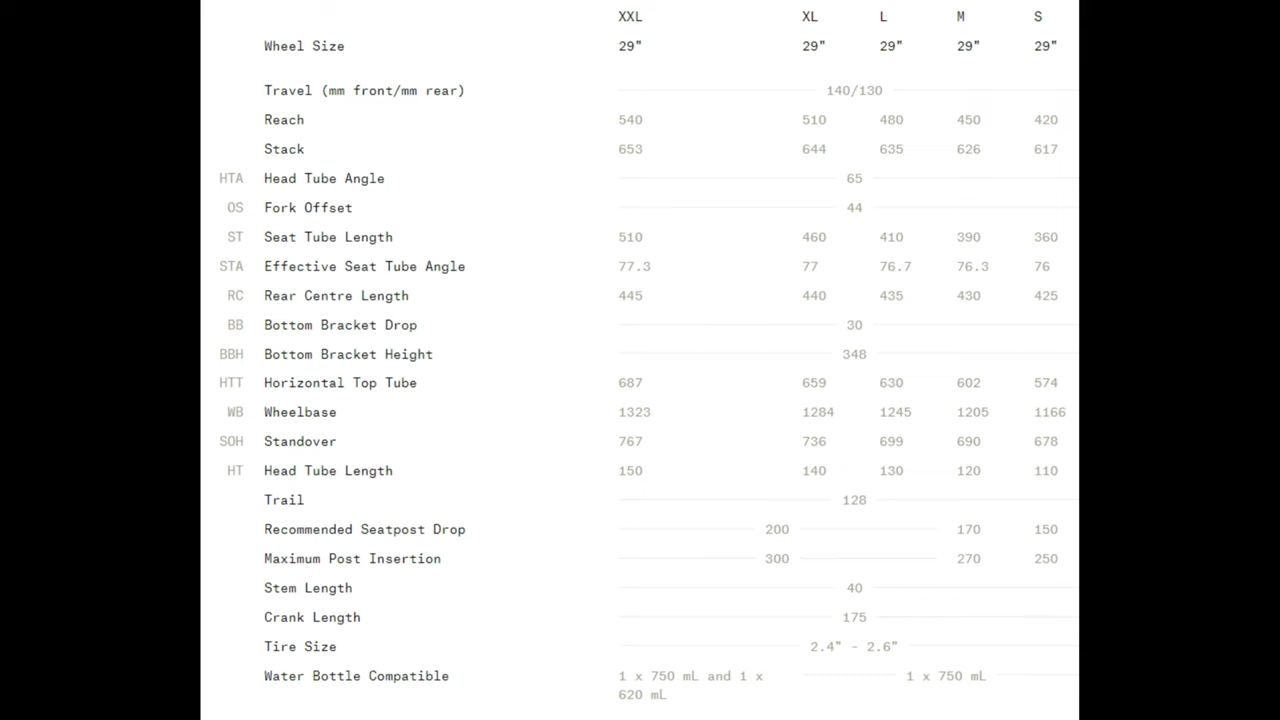 XXL XL L M S
Wheel Size 29" 29" 29" 29" 29"
Travel (mm front/mm rear) 140/130
Reach 540 510 480 450 420
Stack 653 644 635 626 617
HTA Head Tube Angle 65
OS Fork Offset 44
ST Seat Tube Length 510 460 410 390 360
STA Effective Seat Tube Angle 77.3 77 76.7 76.3 76
RC Rear Centre Length 445 440 435 430 425
BB Bottom Bracket Drop 30
BBH Bottom Bracket Height 348
HTT Horizontal Top Tube 687 659 630 602 574
WB Wheelbase 1323 1284 1245 1205 1166
SOH Standover 767 736 699 690 678
HT Head Tube Length 150 140 130 120 110
Trail 128
Recommended Seatpost Drop 200 170 150
Maximum Post Insertion 300 270 250
Stem Length 40
Crank Length 175
Tire Size 2.4" - 2.6"
Water Bottle Compatible 1 x 750 mL and 1 x 1 x 750 mL
620 mL